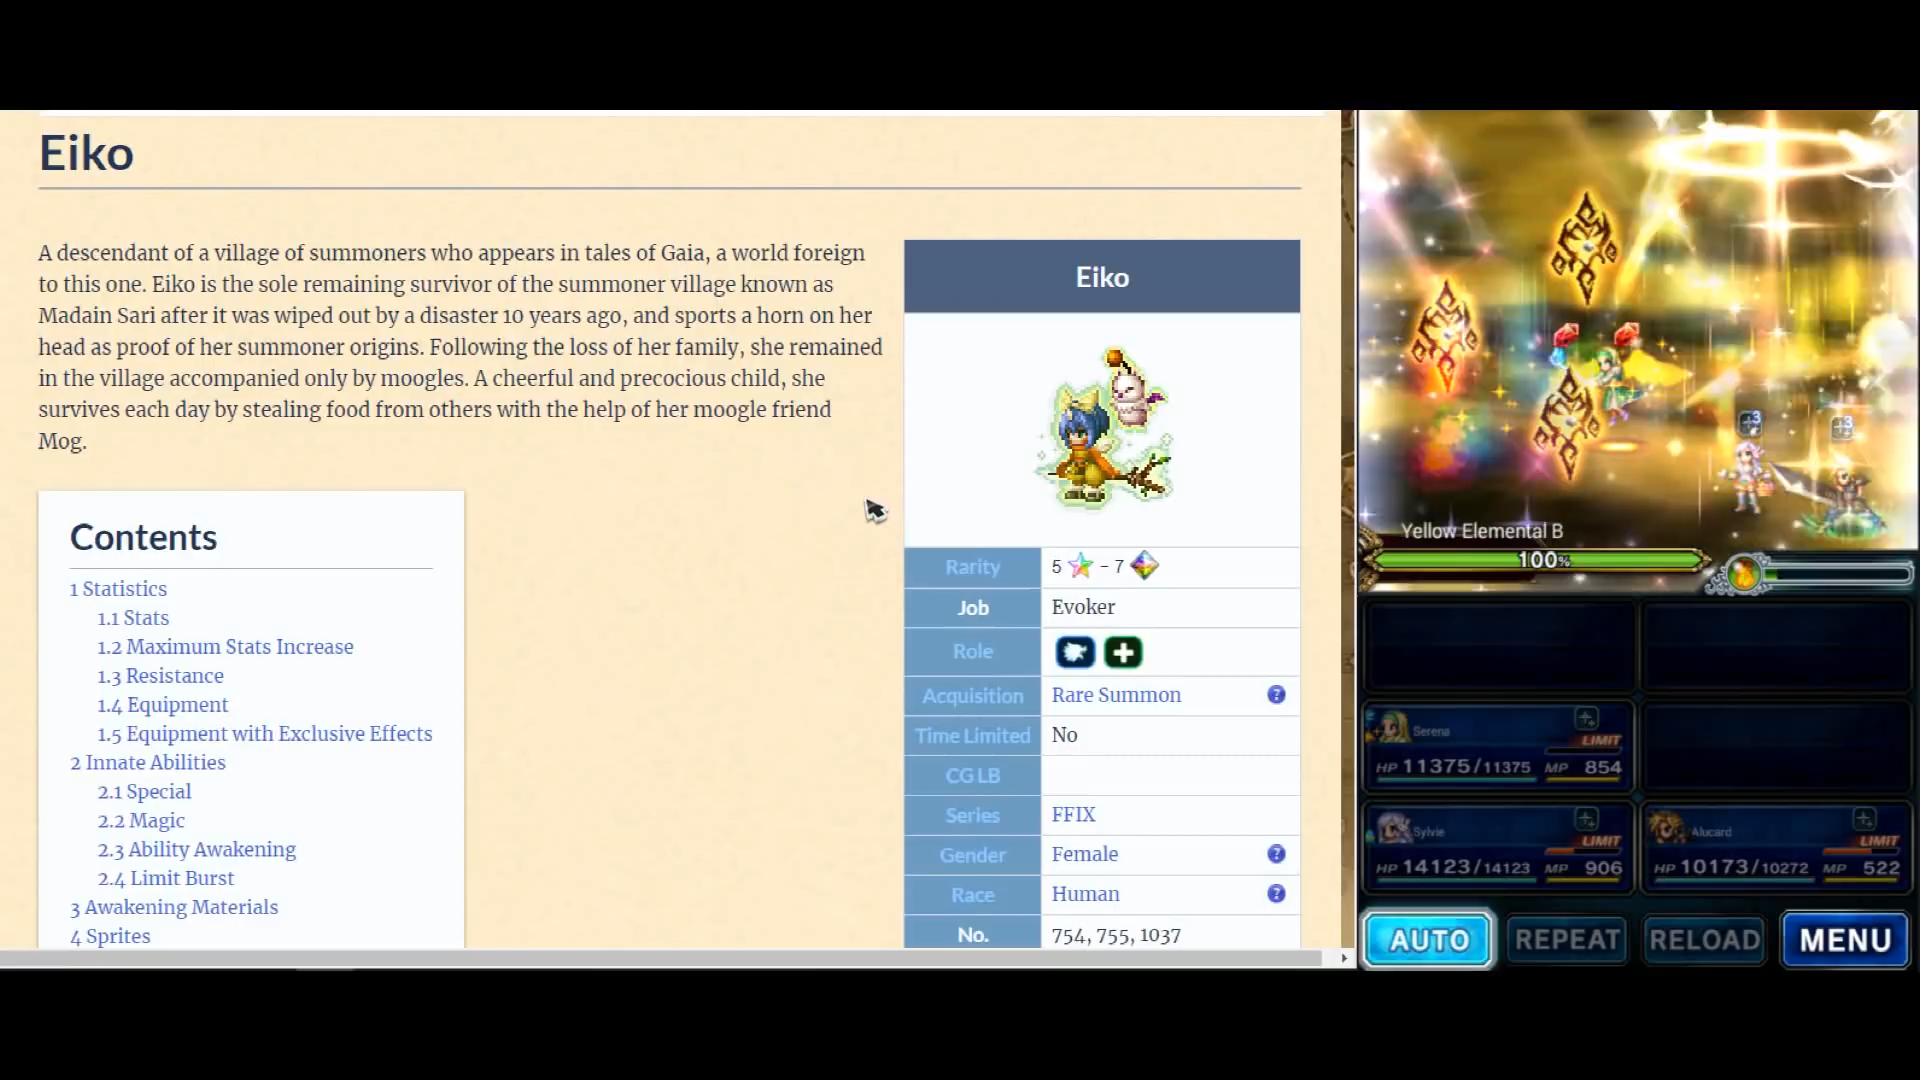 Eiko
A descendant of a village of summoners who appears in tales of Gaia, a world foreign
to this one. Eiko is the sole remaining survivor of the summoner village known as
Madain Sari after it was wiped out by a disaster 10 years ago, and sports a horn on her
head as proof of her summoner origins. Following the loss of her family, she remained
in the village accompanied only by moogles. A cheerful and precocious child, she
survives each day by stealing food from others with the help of her moogle friend
Mog.
Contents
1 Statistics
1.1 Stats
1.2 Maximum Stats Increase
1.3 Resistance
1.4 Equipment
1.5 Equipment with Exclusive Effects
2 Innate Abilities
2.1 Special
2.2 Magic
2.3 Ability Awakening
2.4 Limit Burst
3 Awakening Materials
4 Sprites
Eiko
Rarity 5 - 7
Job Evoker
Role
Acquisition Rare Summon ?
Time Limited No
CG LB
Series FFIX
Gender Female ?
Race Human ?
No. 754, 755, 1037
+3
+3
Yellow Elemental B
100%
Serena
LIMIT
HP 11375/11375 MP 854
Sylvie
LIMIT
HP 14123/14123 MP 906
Alucard
LIMIT
HP 10173/10272 MP 522
AUTO REPEAT RELOAD MENU